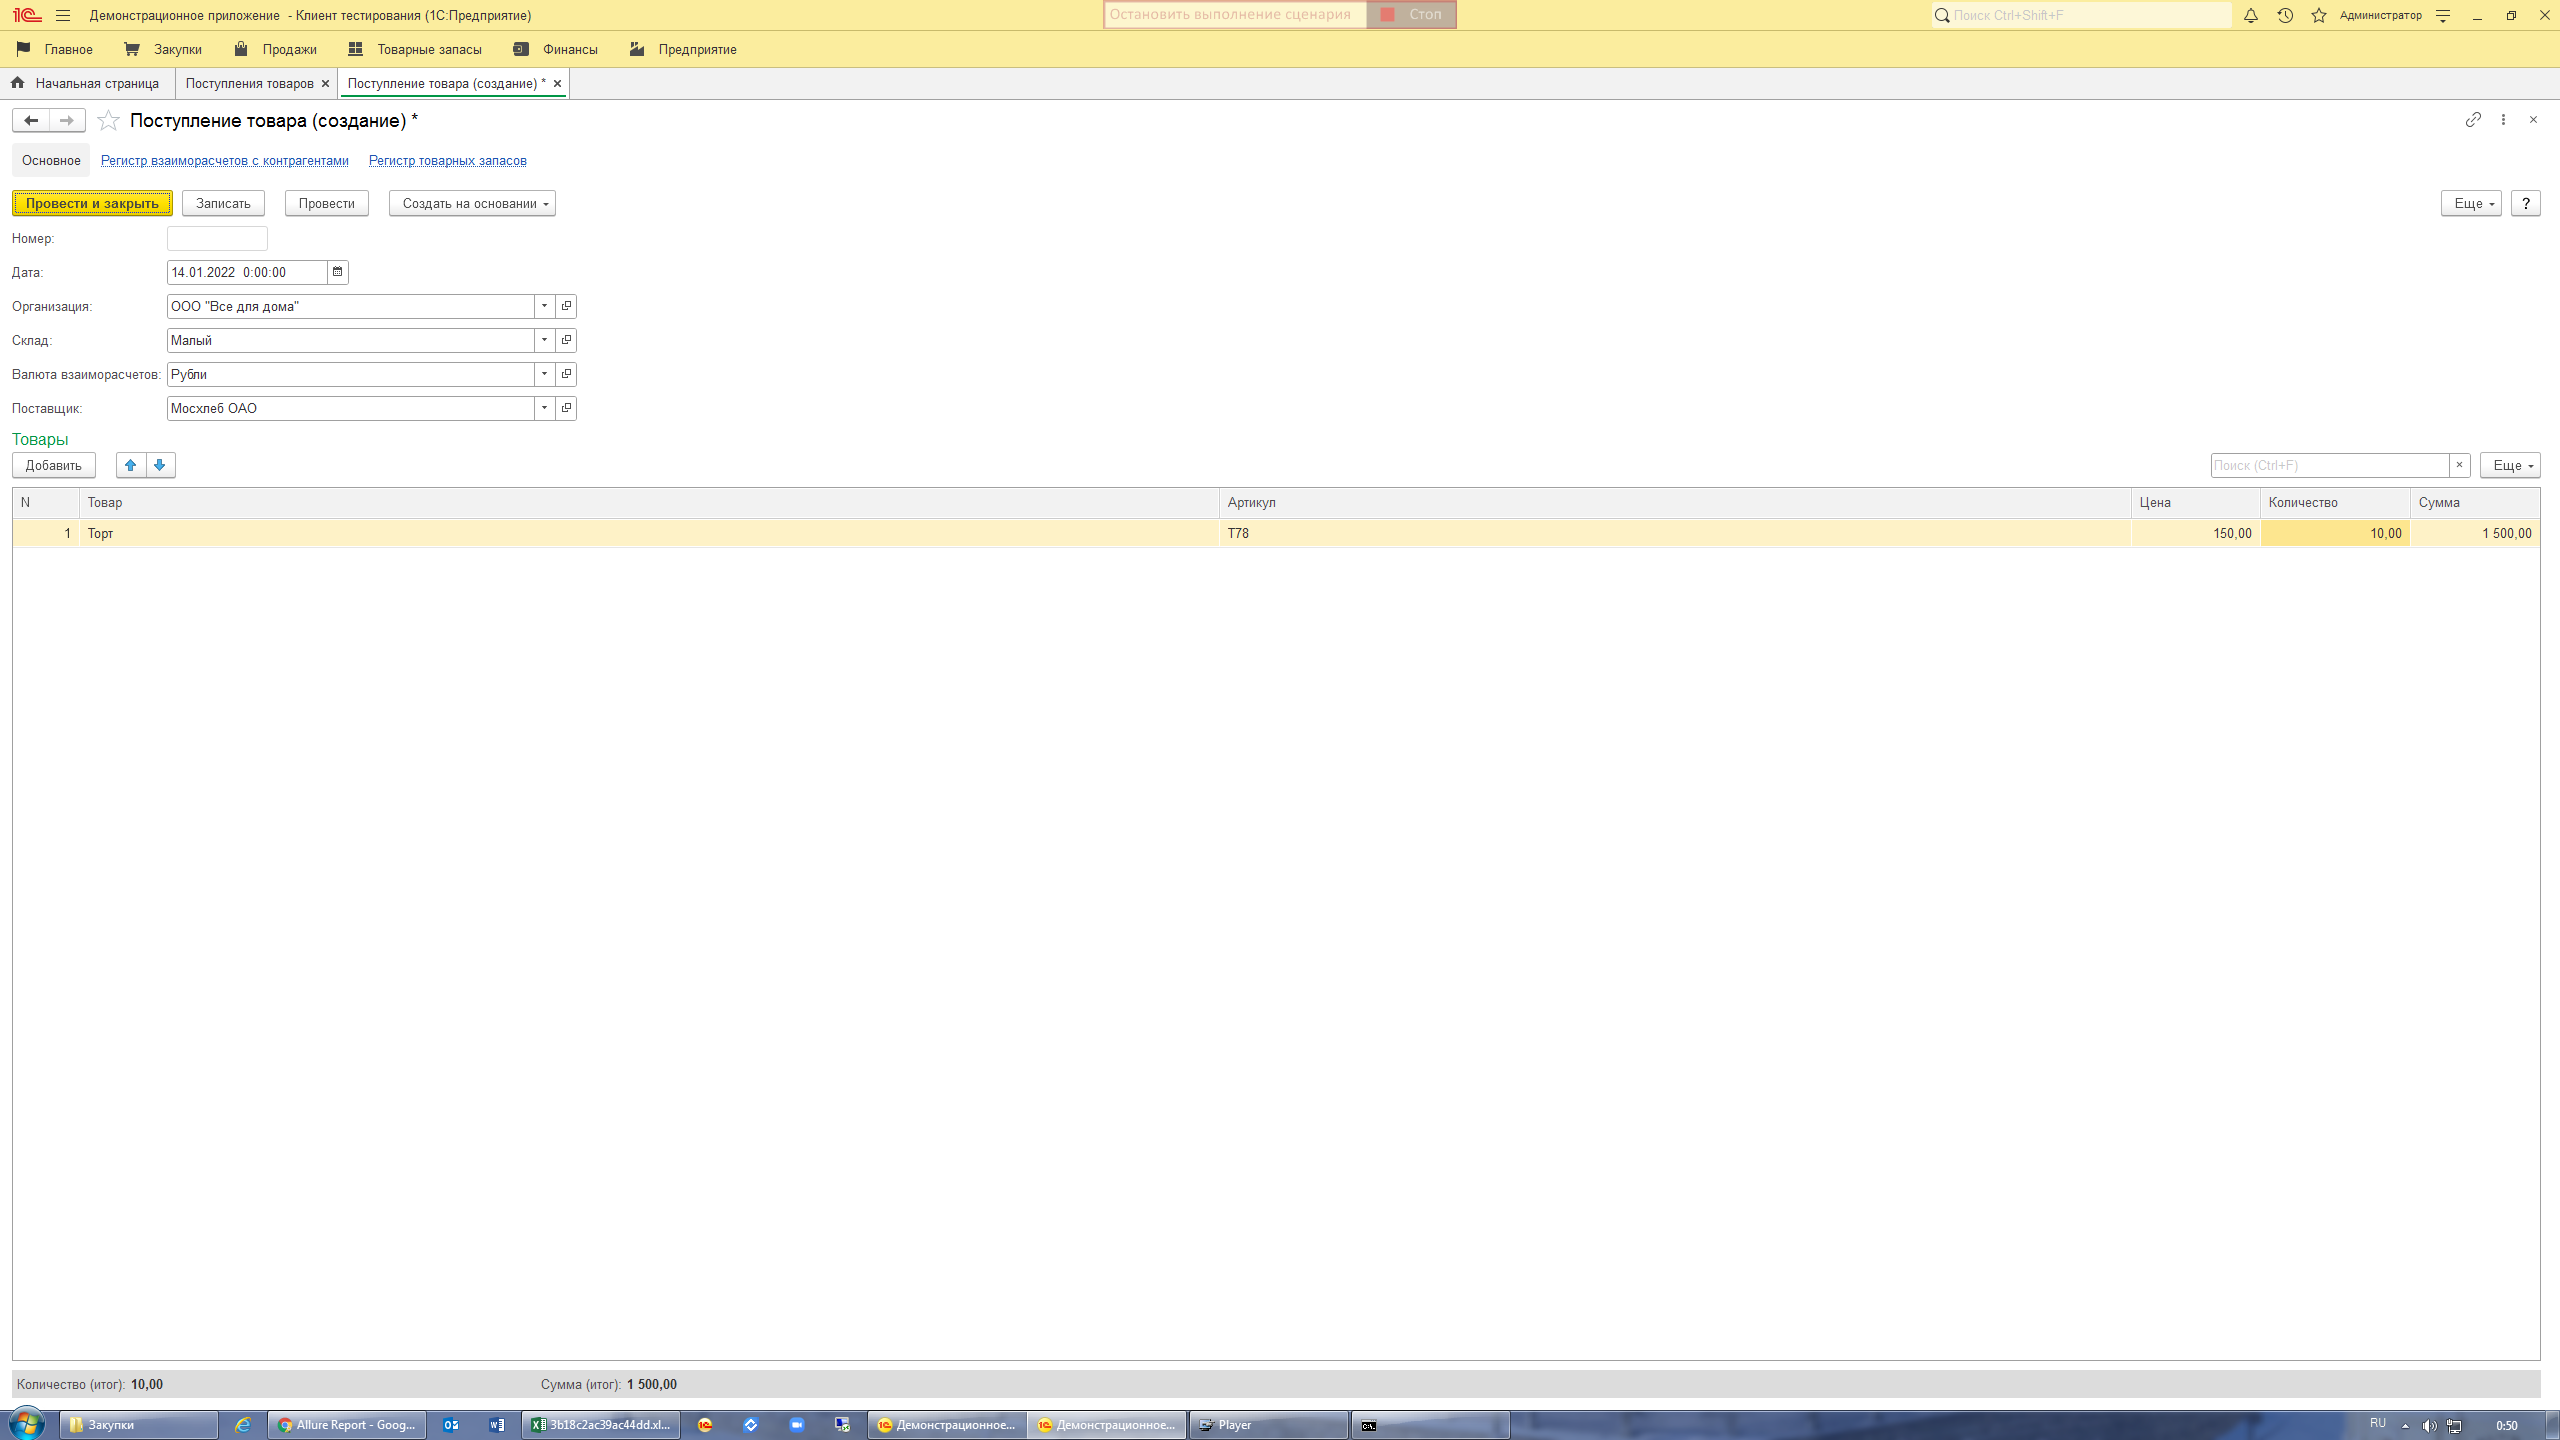 1C Демонстрационное приложение - Клиент тестирования (1С:Предприятие) Остановить выполнение сценария Стоп Поиск Ctrl+Shift+F Администратор
Главное Закупки Продажи Товарные запасы Финансы Предприятие
Начальная страница Поступления товаров × Поступление товара (создание) * ×
Поступление товара (создание) *
Основное Регистр взаиморасчетов с контрагентами Регистр товарных запасов
Провести и закрыть Записать Провести Создать на основании Еще ?
Номер:
Дата: 14.01.2022 0:00:00
Организация: ООО "Все для дома"
Склад: Малый
Валюта взаиморасчетов: Рубли
Поставщик: Мосхлеб ОАО
Товары
Добавить Поиск (Ctrl+F) × Еще
N Товар Артикул Цена Количество Сумма
1 Торт Т78 150,00 10,00 1 500,00
Количество (итог): 10,00 Сумма (итог): 1 500,00
Закупки Allure Report - Goog... 3b18c2ac39ac44dd.xl... Демонстрационное... Демонстрационное... Player RU 0:50